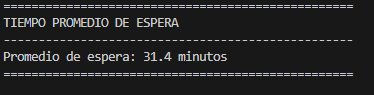 ==================================================
TIEMPO PROMEDIO DE ESPERA
--------------------------------------------------
Promedio de espera: 31.4 minutos
==================================================